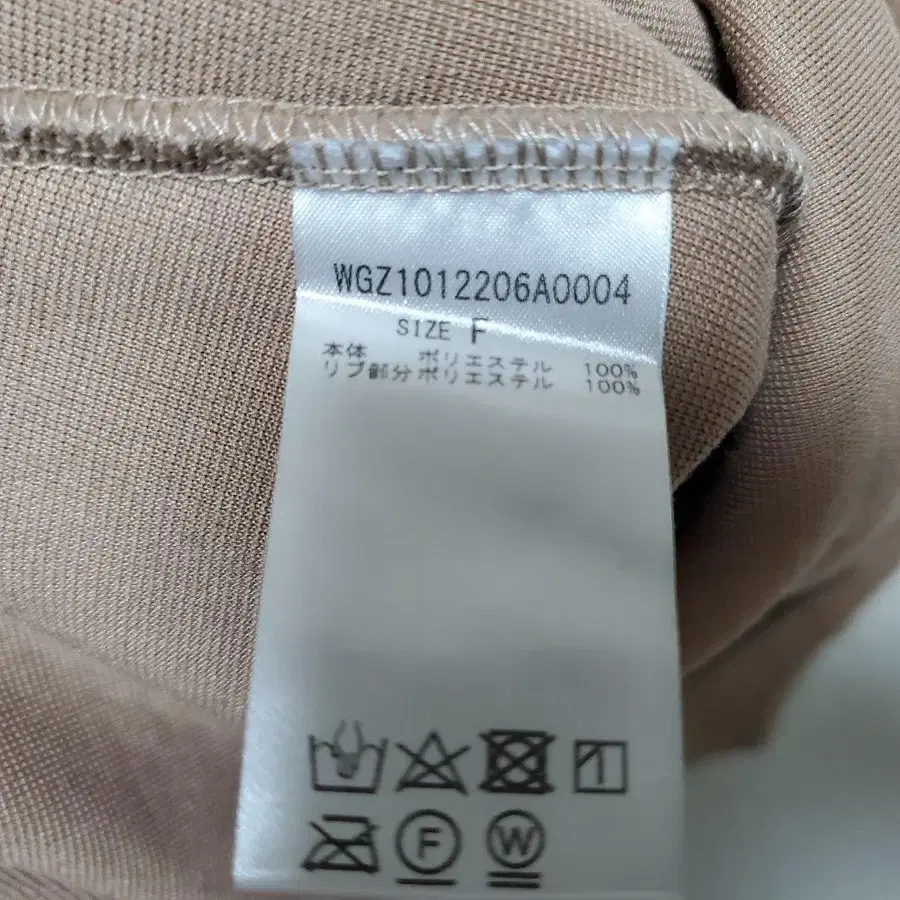 WGZ1012206A0004
SIZE F
本体 ポリエステル 100%
リブ部分 ポリエステル 100%
F W